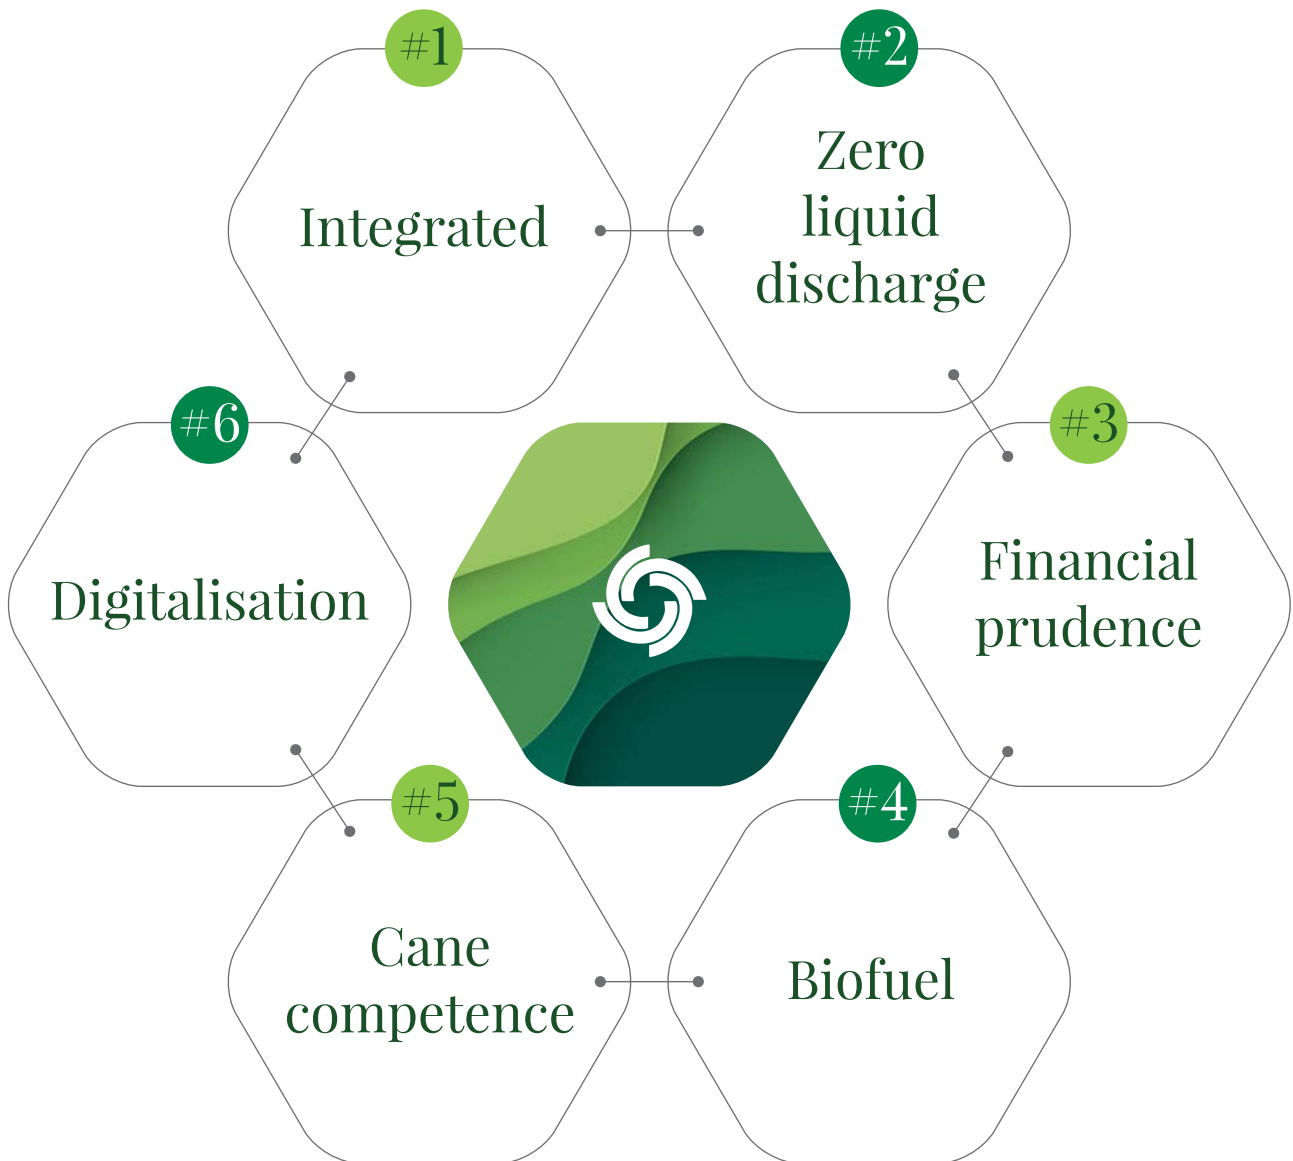 #1
Integrated
#2
Zero
liquid
discharge
#3
Financial
prudence
#4
Biofuel
#5
Cane
competence
#6
Digitalisation